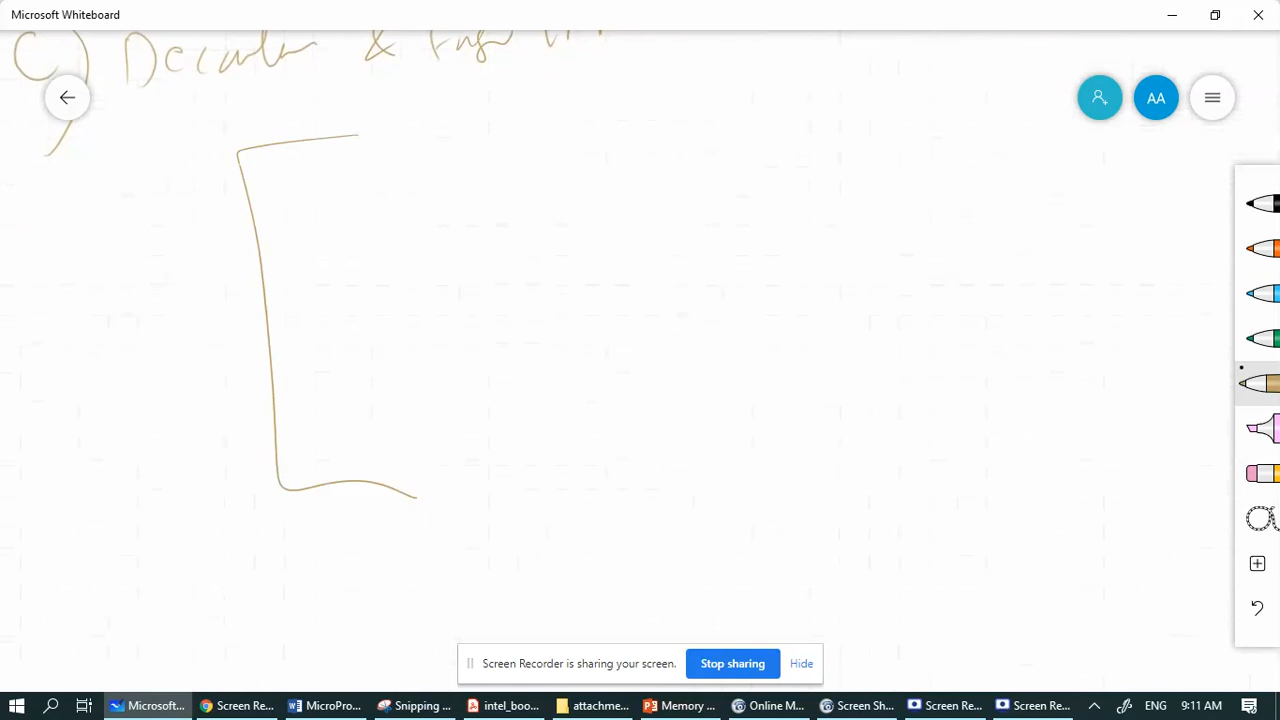 Microsoft Whiteboard
C) Decoder &
AA
Screen Recorder is sharing your screen.
Stop sharing
Hide
Microsoft...
Screen Re...
MicroPro...
Snipping ...
intel_boo...
attachme...
Memory ...
Online M...
Screen Sh...
Screen Re...
Screen Re...
ENG
9:11 AM